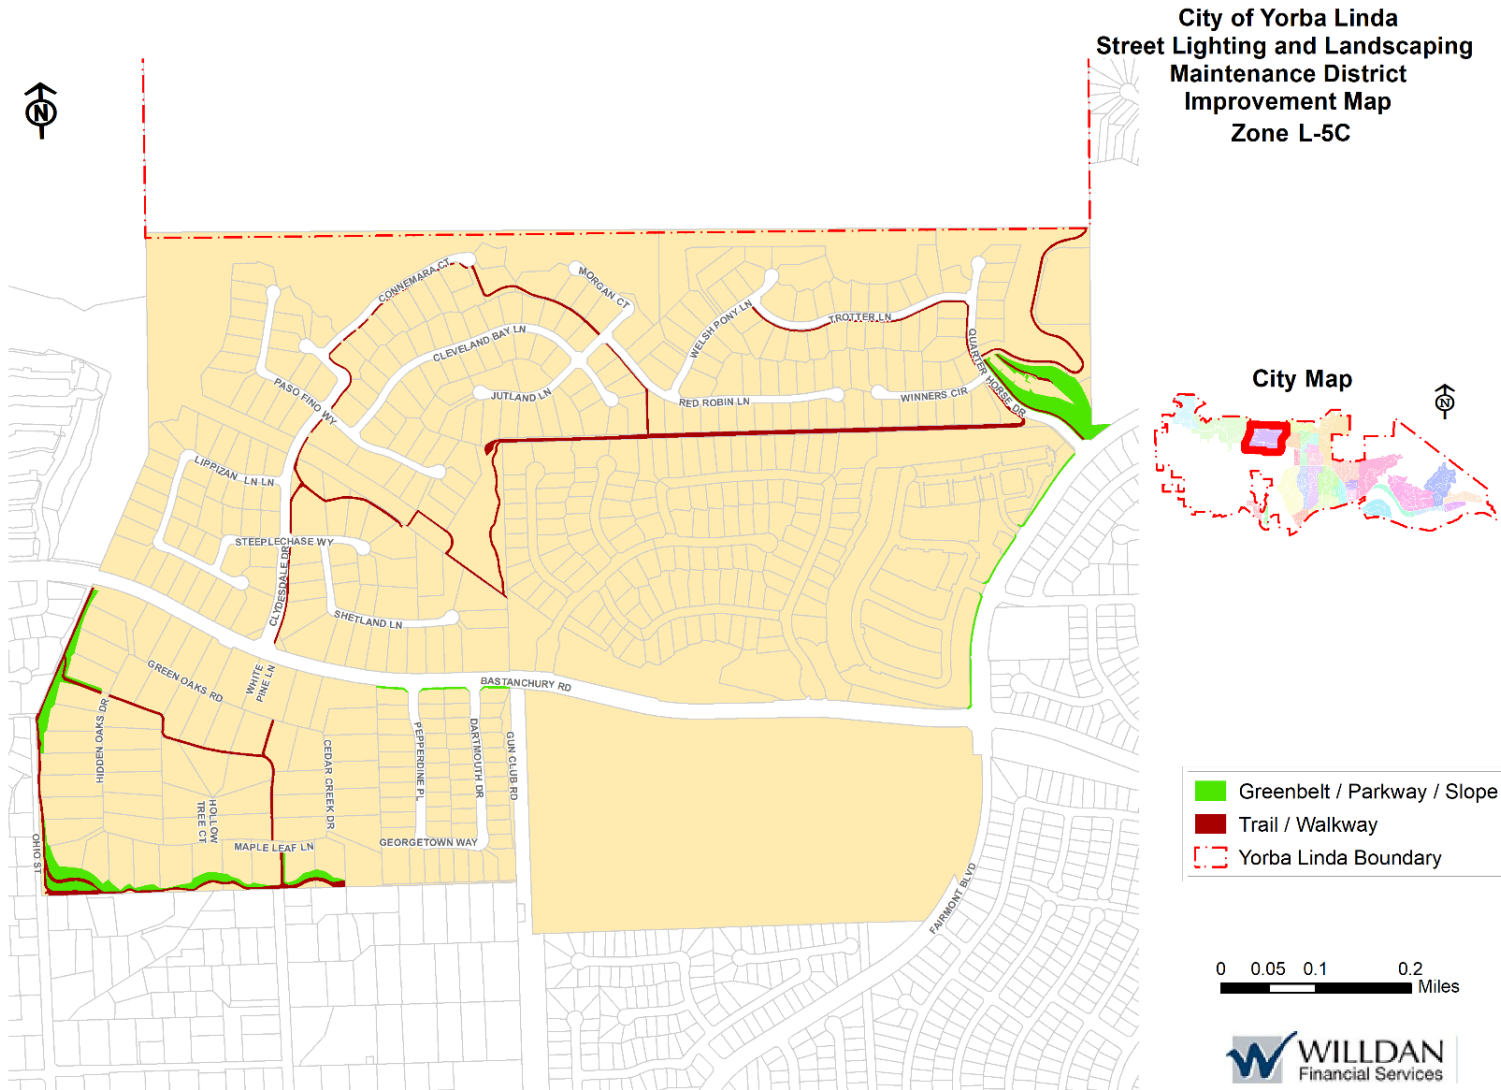 City of Yorba Linda
Street Lighting and Landscaping
Maintenance District
Improvement Map
Zone L-5C
N
CONNEMARA CT
MORGAN CT
WELSH PONY LN
TROTTER LN
CLEVELAND BAY LN
QUARTER HORSE DR
PASO FINO WY
JUTLAND LN
RED ROBIN LN
WINNERS CIR
LIPPIZAN LN LN
STEEPLECHASE WY
CLYDESDALE DR
SHETLAND LN
GREEN OAKS RD
WHITE
PINE LN
BASTANCHURY RD
HIDDEN OAKS DR
PEPPERDINE PL
DARTMOUTH DR
GUN CLUB RD
CEDAR CREEK DR
HOLLOW
TREE CT
MAPLE LEAF LN
GEORGETOWN WAY
OHIO ST
FAIRMONT BLVD
City Map
N
Greenbelt / Parkway / Slope
Trail / Walkway
Yorba Linda Boundary
0 0.05 0.1 0.2
Miles
WILLDAN
Financial Services